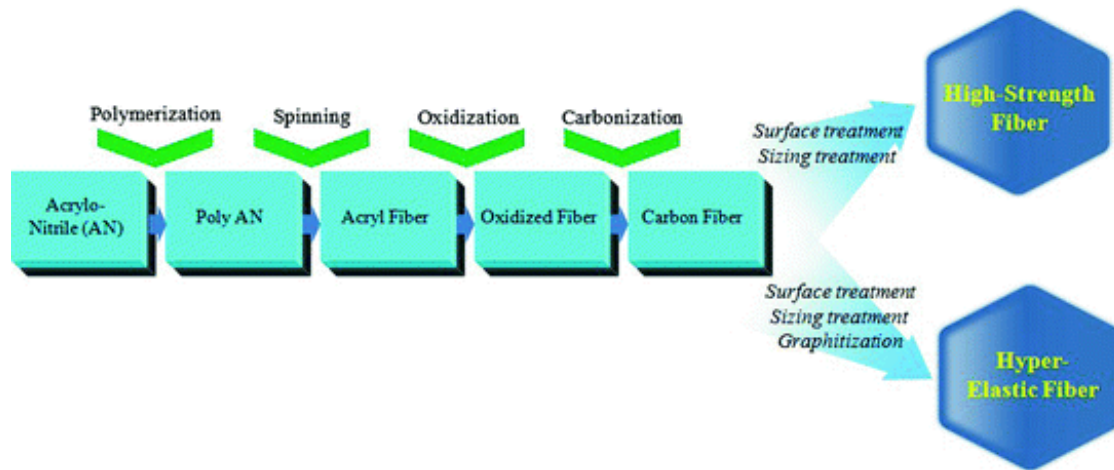 Polymerization
Spinning
Oxidization
Carbonization
Acrylo-
Nitrile (AN)
Poly AN
Acryl Fiber
Oxidized Fiber
Carbon Fiber
Surface treatment
Sizing treatment
High-Strength
Fiber
Surface treatment
Sizing treatment
Graphitization
Hyper-
Elastic Fiber